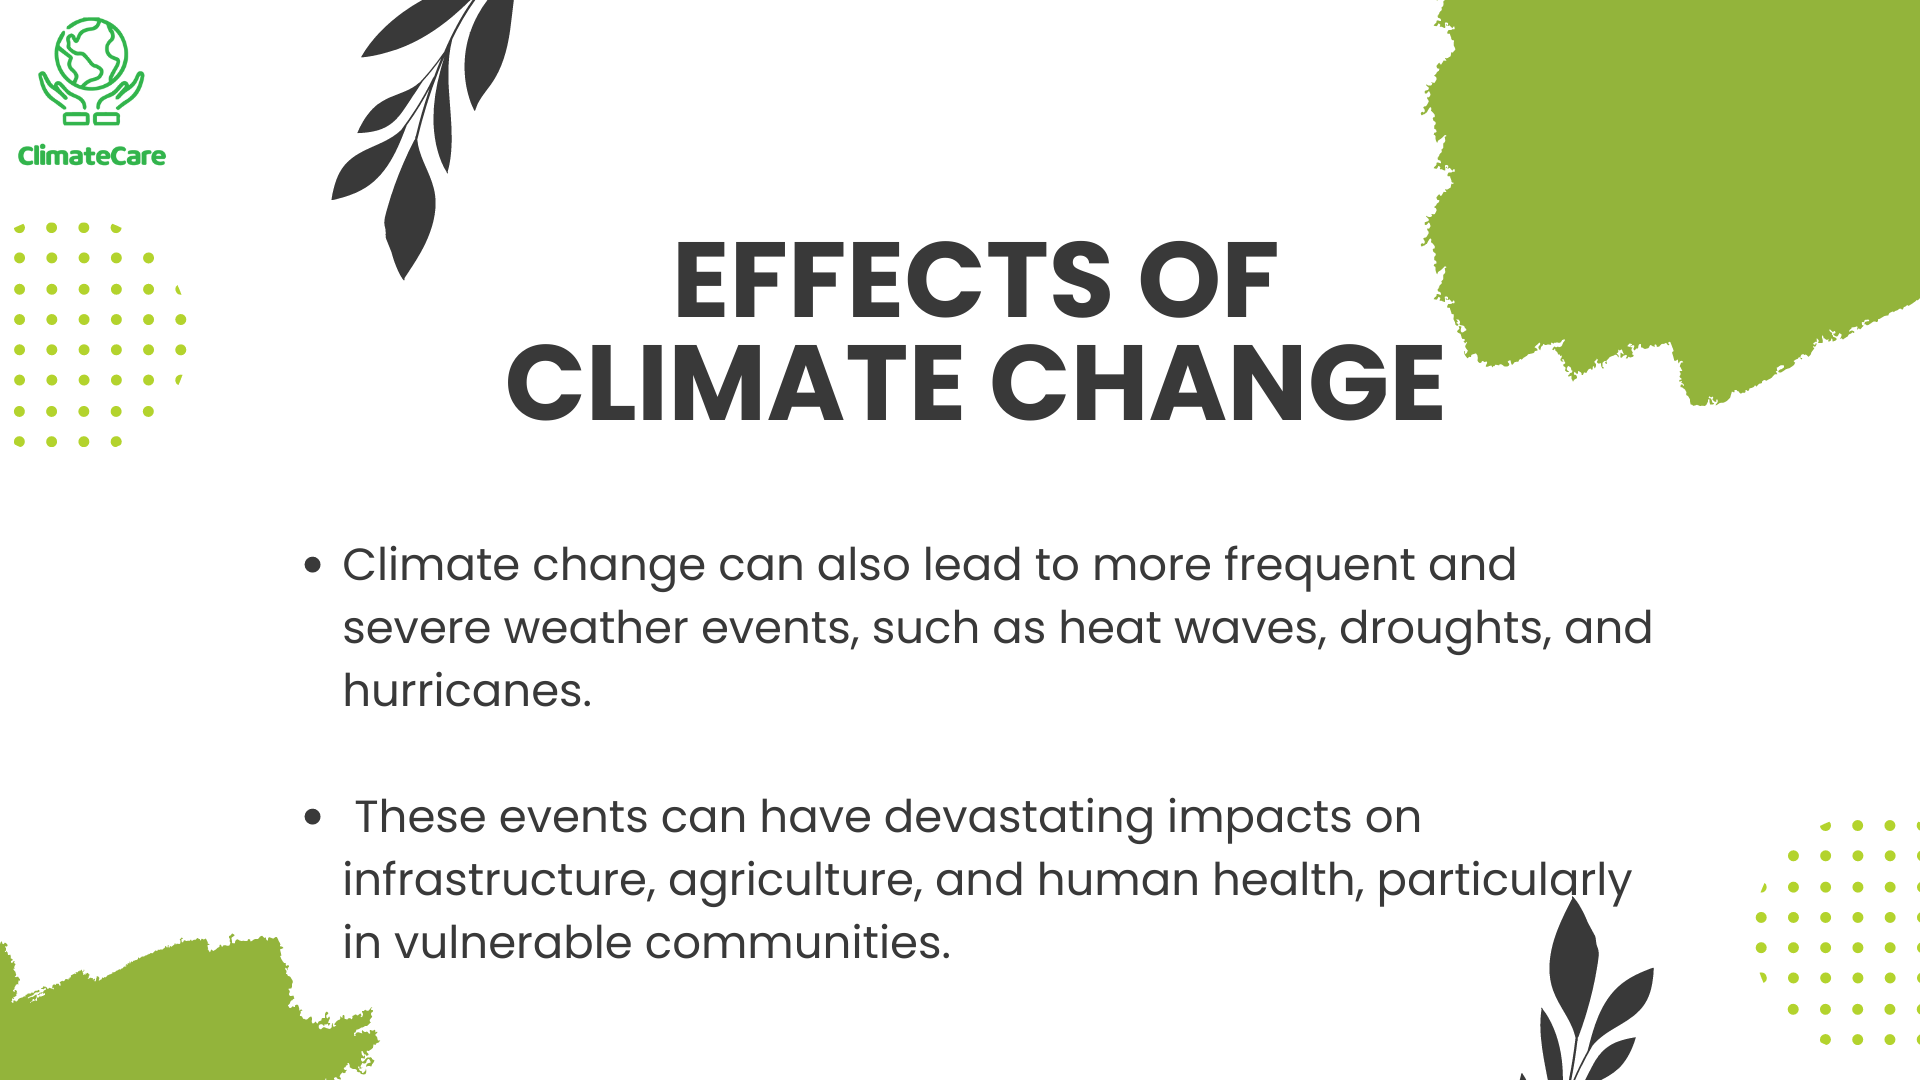 ClimateCare
EFFECTS OF
CLIMATE CHANGE
• Climate change can also lead to more frequent and
severe weather events, such as heat waves, droughts, and
hurricanes.
• These events can have devastating impacts on
infrastructure, agriculture, and human health, particularly
in vulnerable communities.